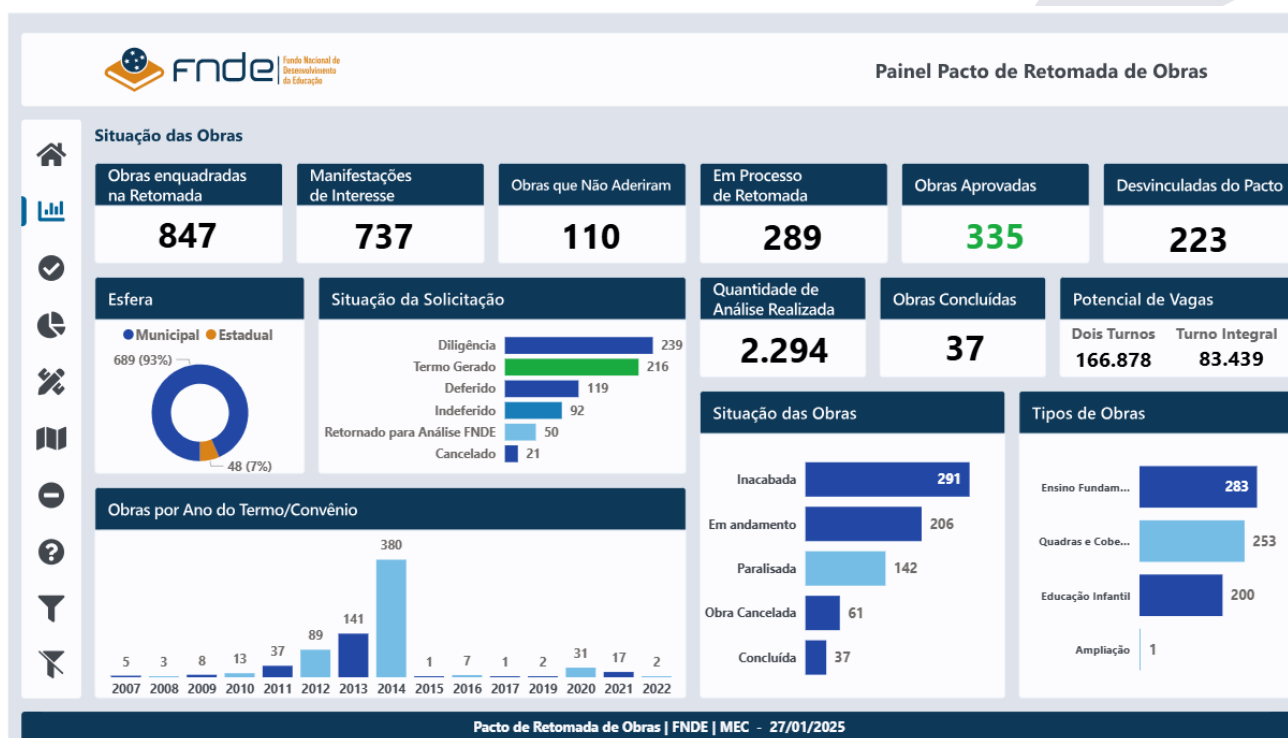 FNDE
Fundo Nacional de
Desenvolvimento
da Educação
Painel Pacto de Retomada de Obras
Situação das Obras
Obras enquadradas
na Retomada
847
Manifestações
de Interesse
737
Obras que Não Aderiram
110
Em Processo
de Retomada
289
Obras Aprovadas
335
Desvinculadas do Pacto
223
Esfera
Municipal Estadual
689 (93%)
48 (7%)
Situação da Solicitação
Diligência 239
Termo Gerado 216
Deferido 119
Indeferido 92
Retornado para Análise FNDE 50
Cancelado 21
Quantidade de
Análise Realizada
2.294
Obras Concluídas
37
Potencial de Vagas
Dois Turnos Turno Integral
166.878 83.439
Obras por Ano do Termo/Convênio
5 3 8 13 37 89 141 380 1 7 1 2 31 17 2
2007 2008 2009 2010 2011 2012 2013 2014 2015 2016 2017 2019 2020 2021 2022
Situação das Obras
Inacabada 291
Em andamento 206
Paralisada 142
Obra Cancelada 61
Concluída 37
Tipos de Obras
Ensino Fundam... 283
Quadras e Cobe... 253
Educação Infantil 200
Ampliação 1
Pacto de Retomada de Obras | FNDE | MEC - 27/01/2025